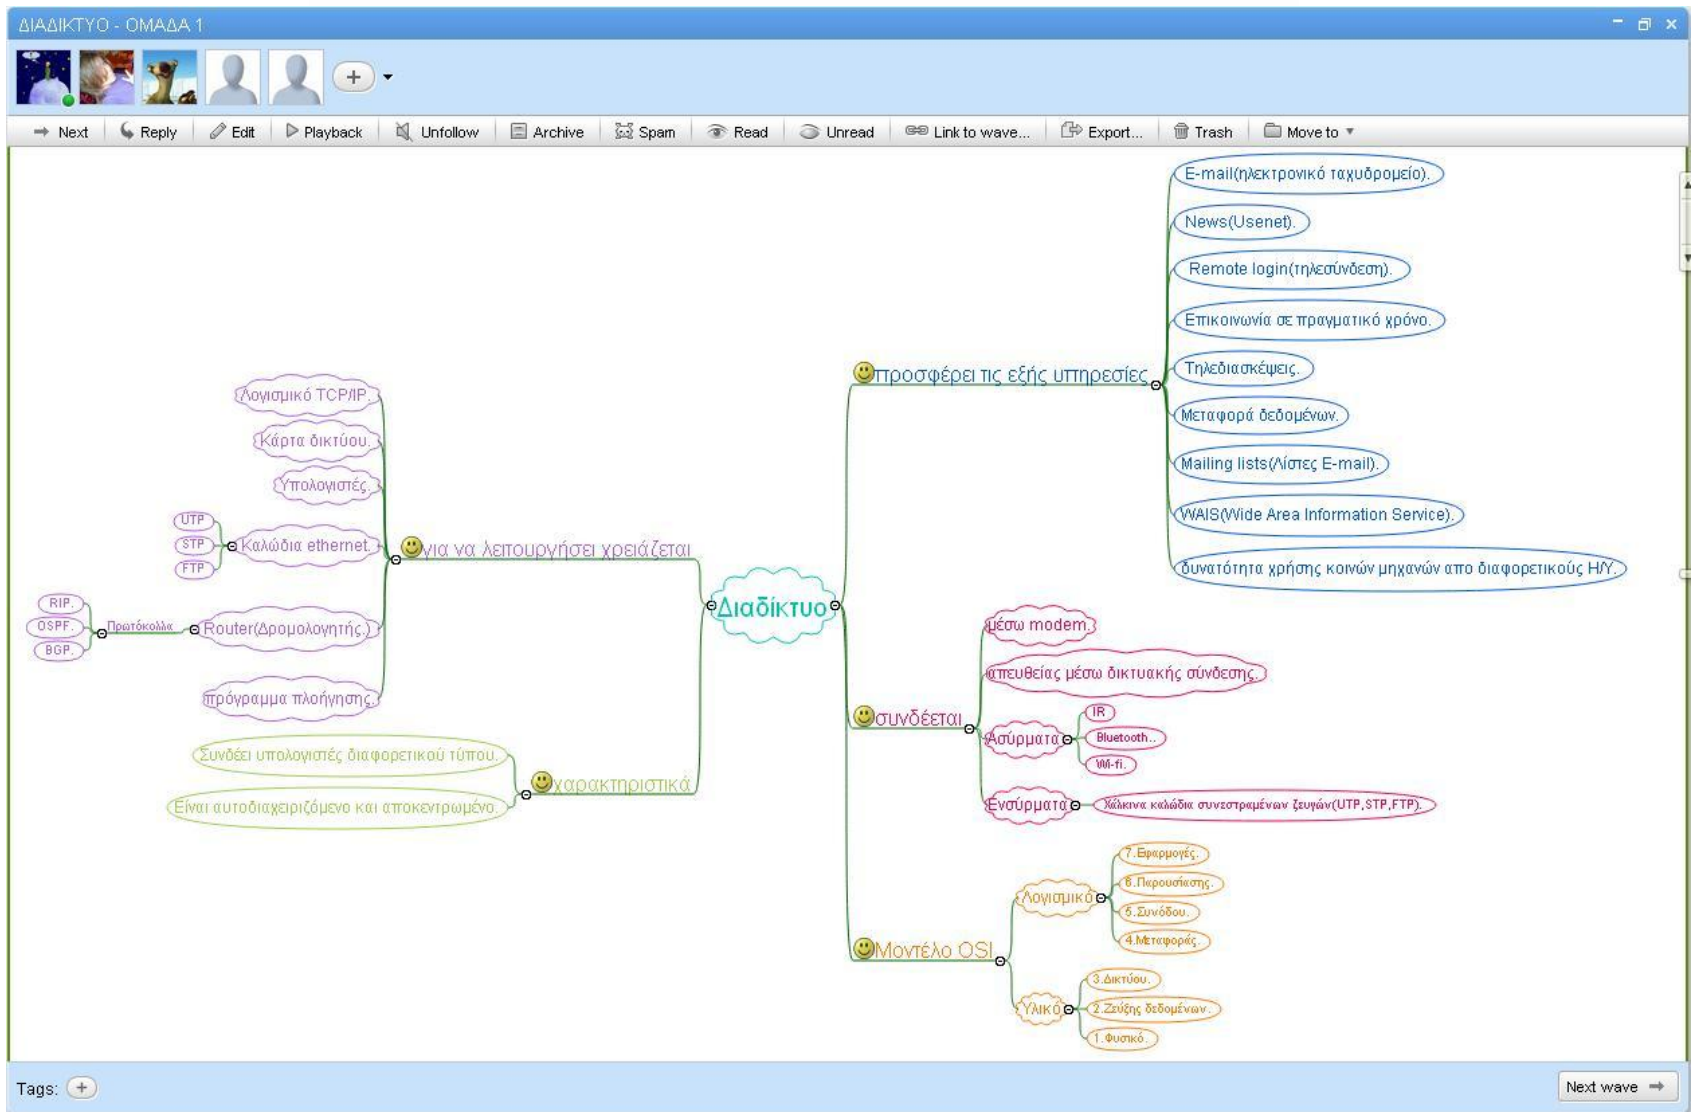 ΔΙΑΔΙΚΤΥΟ - ΟΜΑΔΑ 1
Next
Reply
Edit
Playback
Unfollow
Archive
Spam
Read
Unread
Link to wave...
Export...
Trash
Move to
E-mail(ηλεκτρονικό ταχυδρομείο).
News(Usenet).
Remote login(τηλεσύνδεση).
Επικοινωνία σε πραγματικό χρόνο.
προσφέρει τις εξής υπηρεσίες
Τηλεδιασκέψεις.
Μεταφορά δεδομένων.
Mailing lists(Λίστες E-mail).
WAIS(Wide Area Information Service).
δυνατότητα χρήσης κοινών μηχανών απο διαφορετικούς Η/Υ.
Λογισμικό TCP/IP.
Κάρτα δικτύου.
Υπολογιστές.
UTP
STP
FTP
Καλώδια ethernet.
για να λειτουργήσει χρειάζεται
RIP.
OSPF.
BGP.
Πρωτόκολλα
Router(Δρομολογητής.)
πρόγραμμα πλοήγησης.
Διαδίκτυο
Συνδέει υπολογιστές διαφορετικού τύπου.
Είναι αυτοδιαχειριζόμενο και αποκεντρωμένο.
χαρακτηριστικά
μέσω modem.
απευθείας μέσω δικτυακής σύνδεσης.
συνδέεται
Ασύρματα
IR
Bluetooth..
Wi-fi.
Ενσύρματα
Χάλκινα καλώδια συνεστραμένων ζευγών(UTP,STP,FTP).
Μοντέλο OSI
Λογισμικό
7.Εφαρμογές.
6.Παρουσίασης.
5.Συνόδου.
4.Μεταφοράς.
Υλικό
3.Δικτύου.
2.Ζεύξης δεδομένων.
1.Φυσικό.
Tags:
Next wave